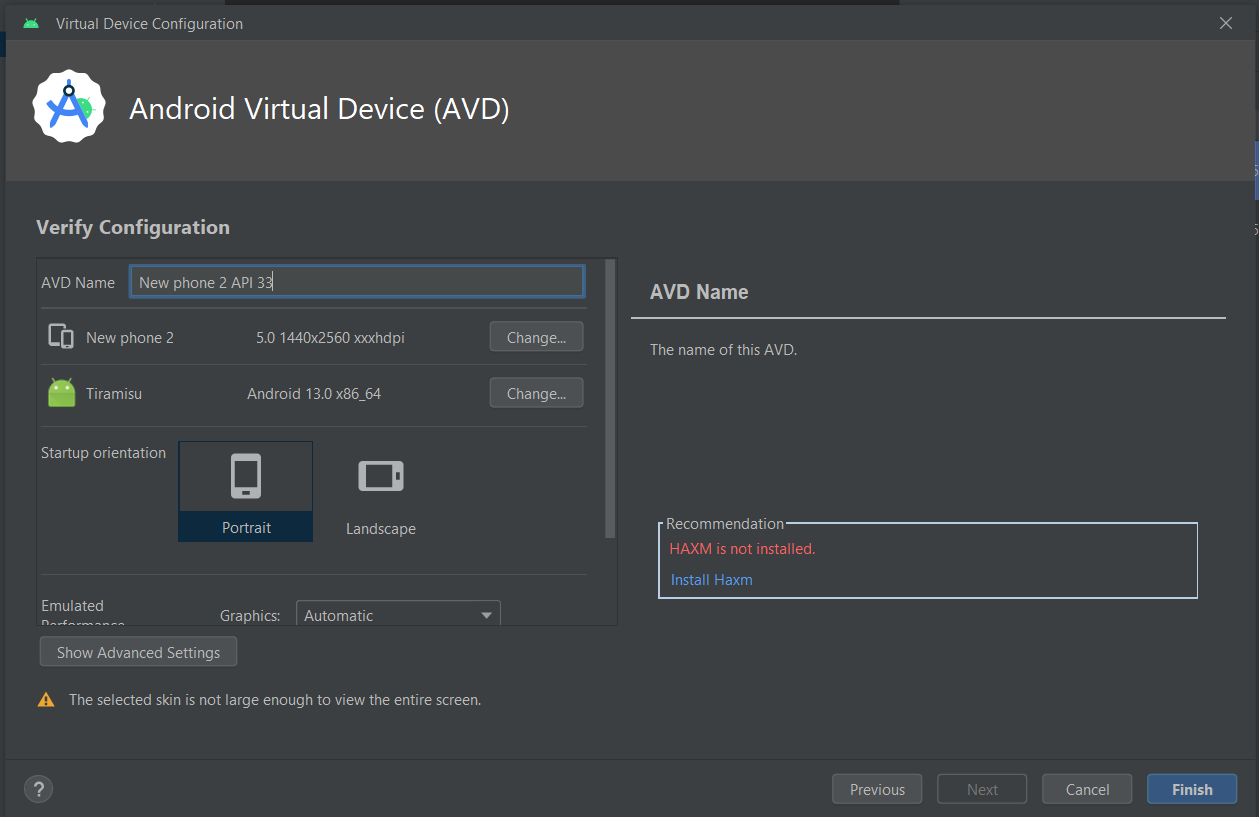 Virtual Device Configuration
Android Virtual Device (AVD)
Verify Configuration
AVD Name
New phone 2 API 33
New phone 2
5.0 1440x2560 xxxhdpi
Change...
Tiramisu
Android 13.0 x86_64
Change...
Startup orientation
Portrait
Landscape
Emulated
Performance
Graphics:
Automatic
Show Advanced Settings
The selected skin is not large enough to view the entire screen.
AVD Name
The name of this AVD.
Recommendation
HAXM is not installed.
Install Haxm
?
Previous
Next
Cancel
Finish